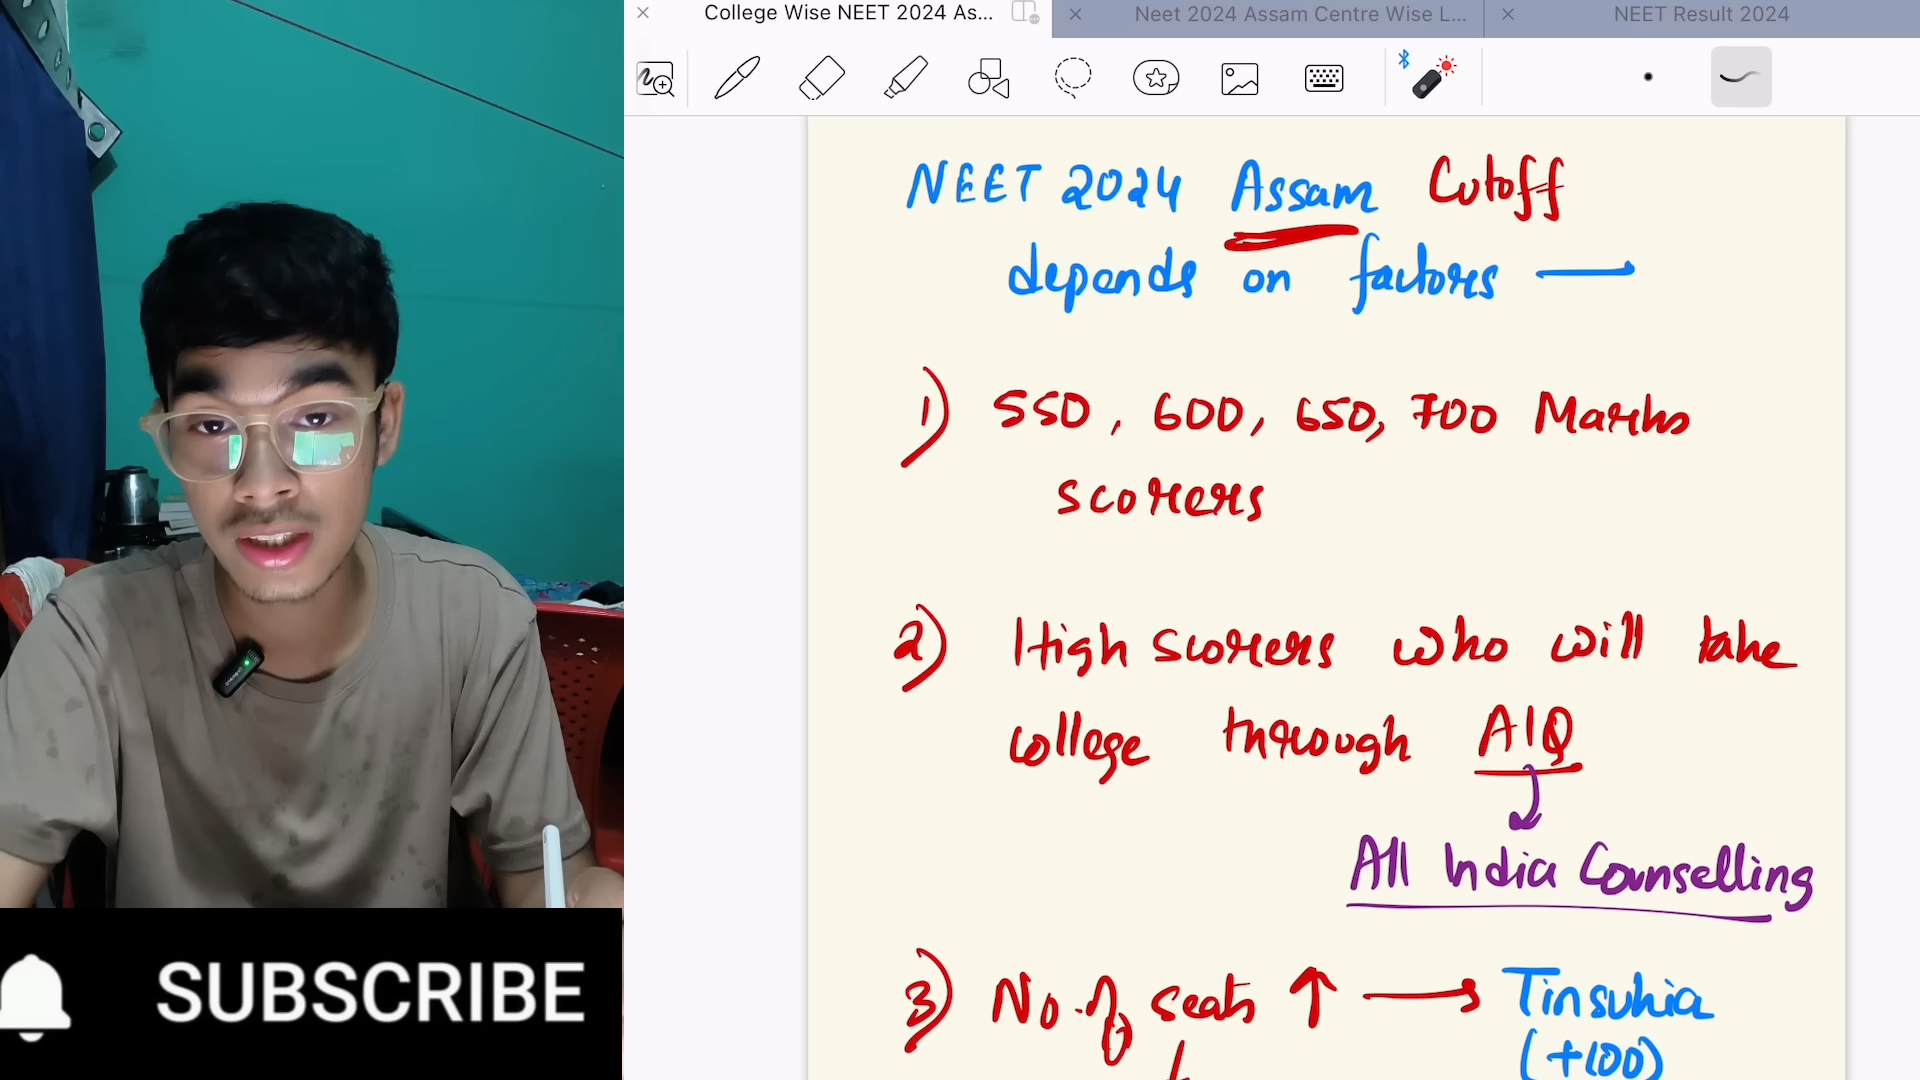 College Wise NEET 2024 As...
Neet 2024 Assam Centre Wise L...
NEET Result 2024
NEET 2024 Assam Cutoff
depends on factors
1) 550, 600, 650, 700 Marks
scorers
2) High scorers who will take
college through AIQ
All India Counselling
3) No. of seats ↑ → Tinsukia
(+100)
SUBSCRIBE